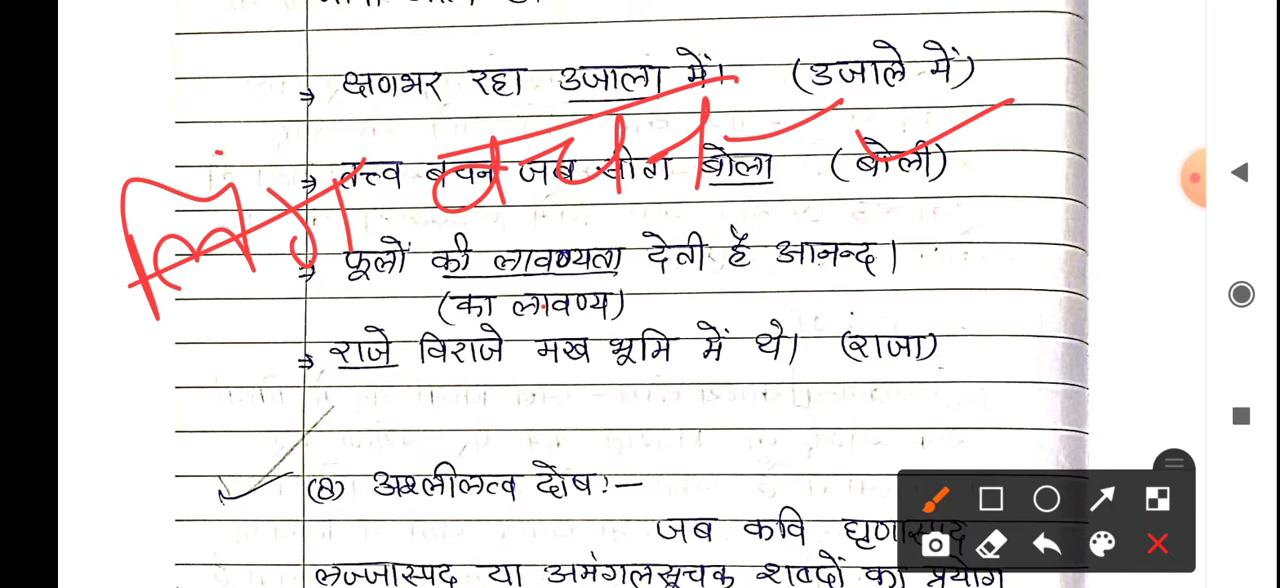 ⇒ क्षणभर रहा उजाला में। (उजाले में)
⇒ तत्त्व बचन जब सीता बोला (बोली)
लिंग वचन
⇒ फूलों की लावण्यता देती है आनन्द।
(का लावण्य)
⇒ राजे विराजे मख भूमि में थे। (राजा)
(8) अश्लीलत्व दोष:–
जब कवि घृणास्पद
लज्जास्पद या अमंगलसूचक शब्दों का प्रयोग